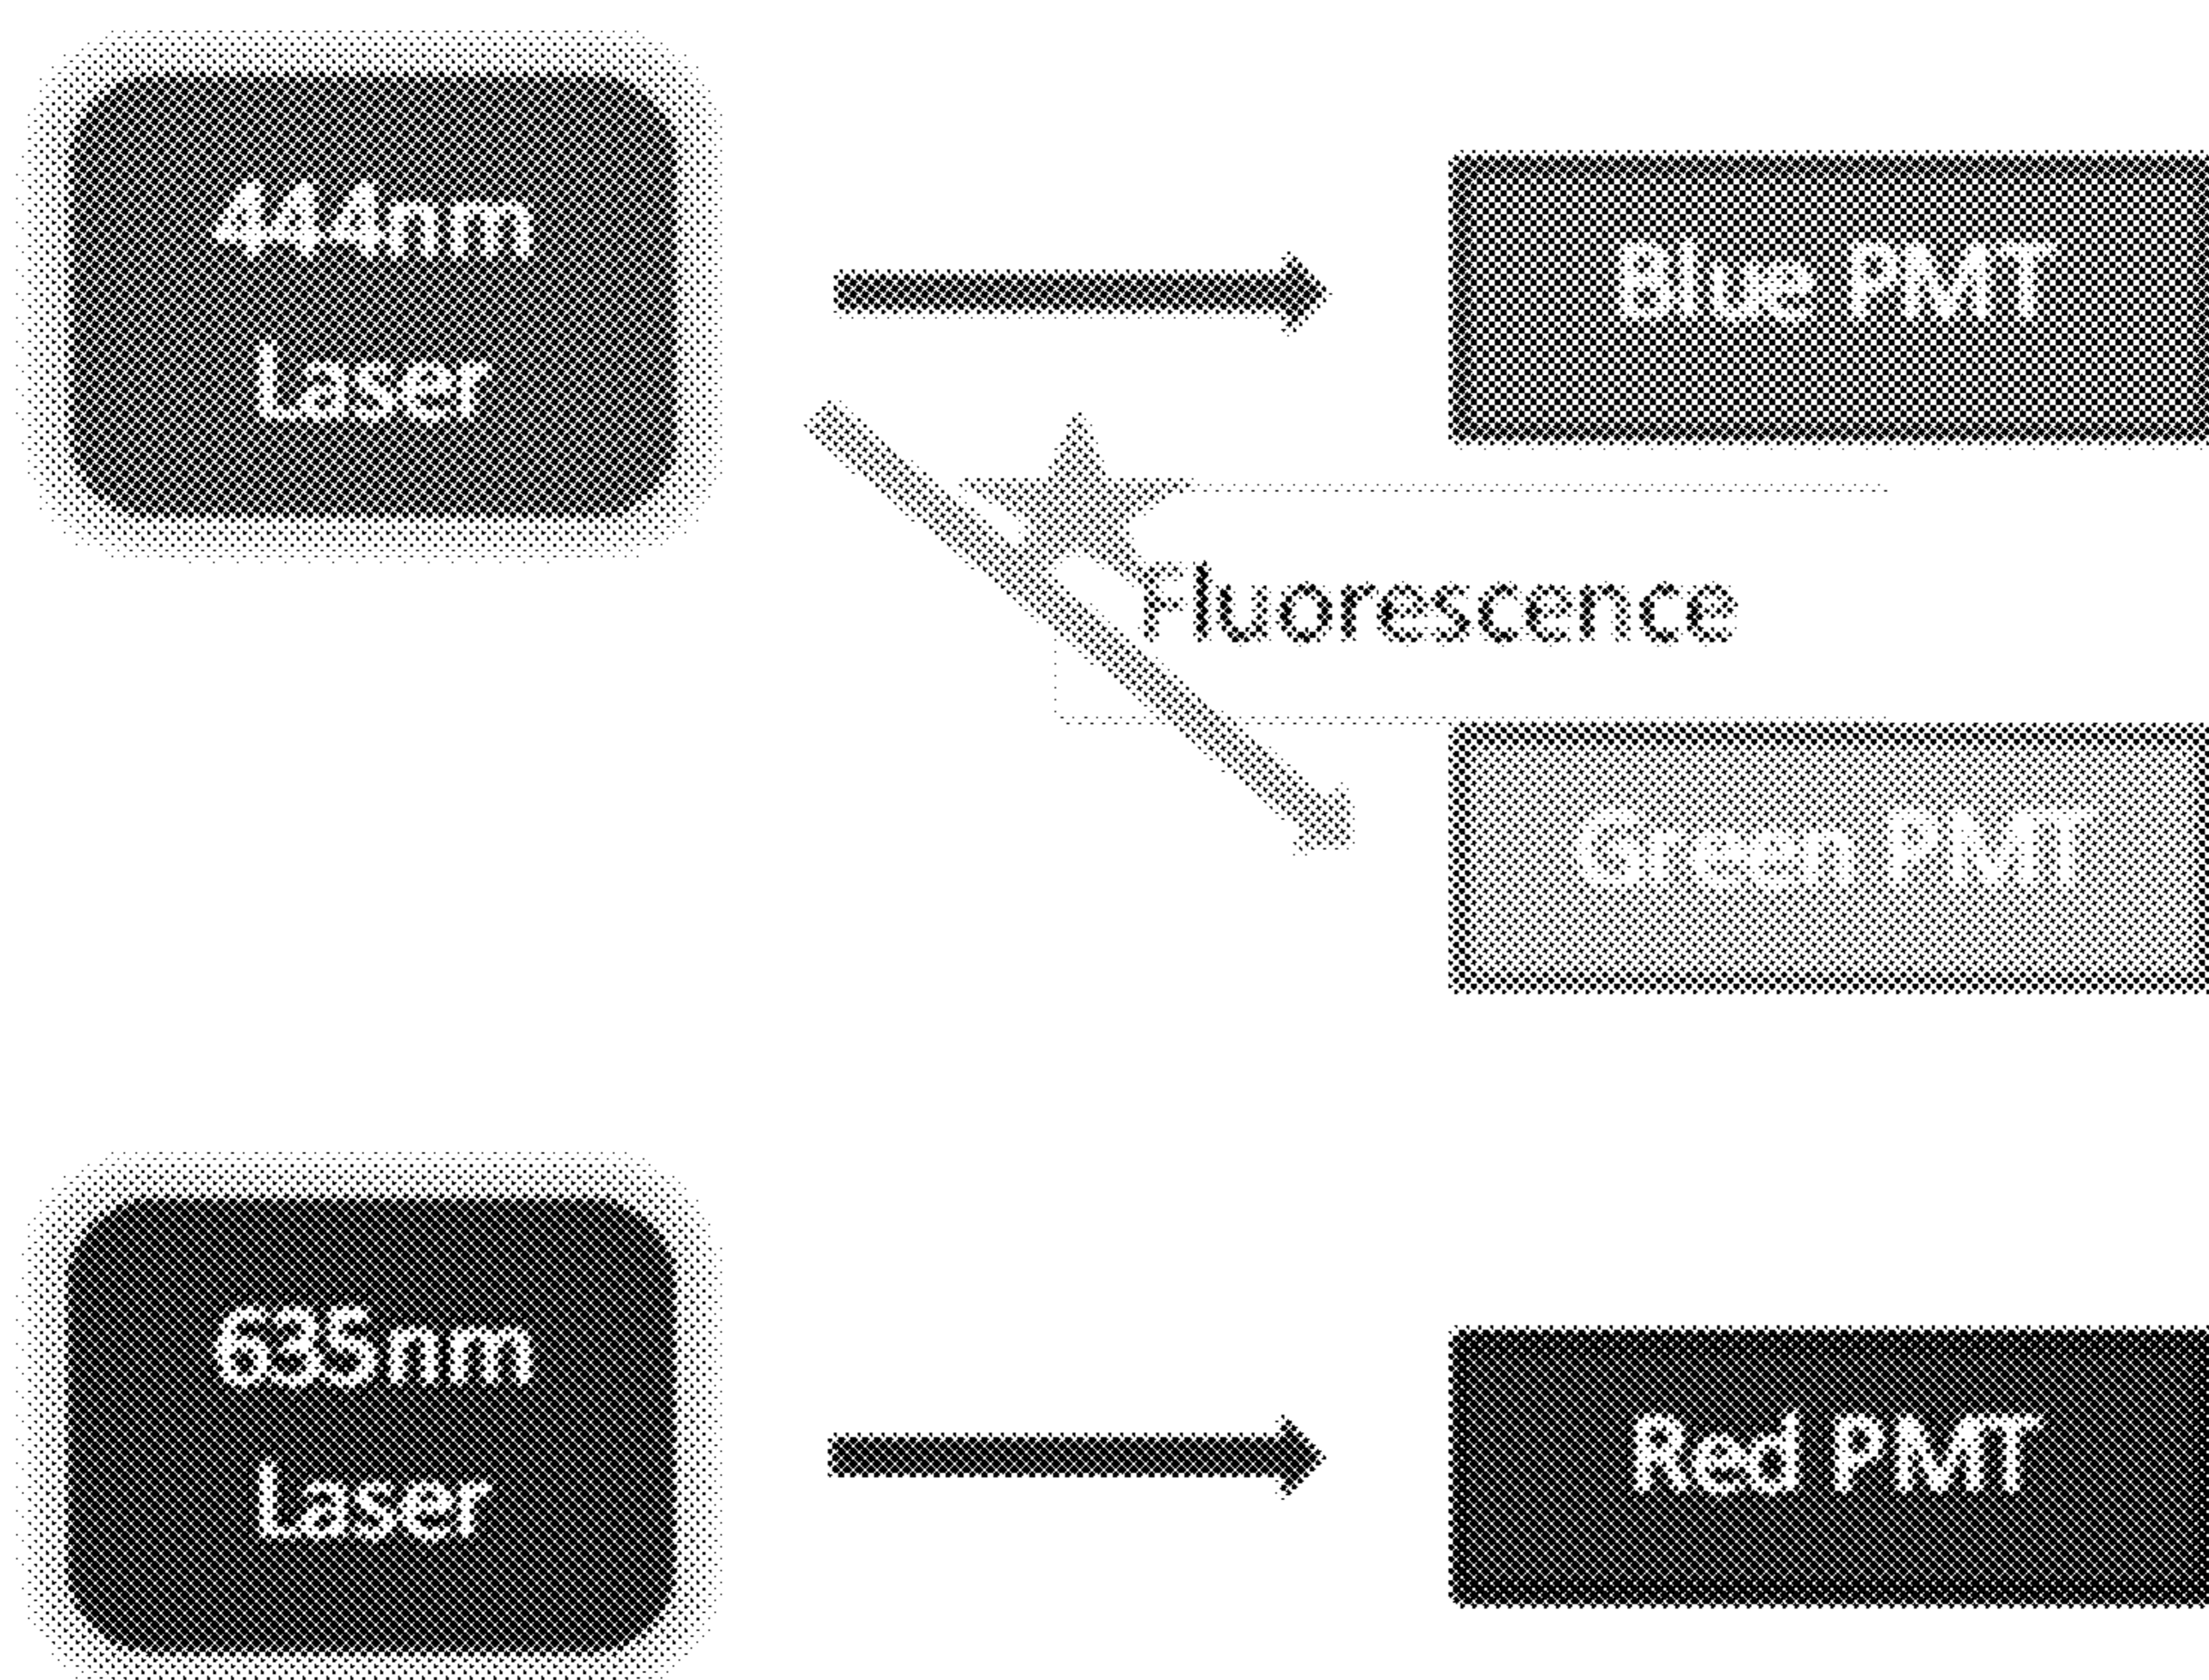 444nm
Laser
Blue PMT
Fluorescence
Green PMT
635nm
Laser
Red PMT